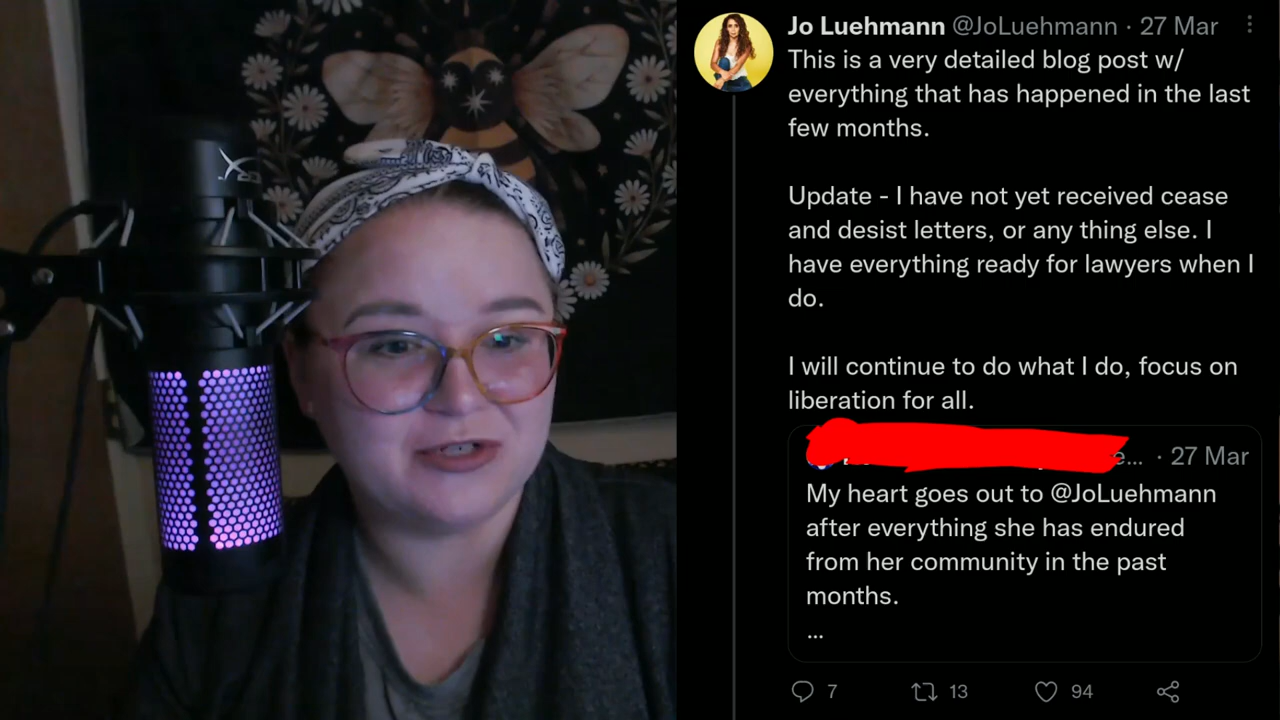 Jo Luehmann @JoLuehmann · 27 Mar
This is a very detailed blog post w/
everything that has happened in the last
few months.
Update - I have not yet received cease
and desist letters, or any thing else. I
have everything ready for lawyers when I
do.
I will continue to do what I do, focus on
liberation for all.
e... · 27 Mar
My heart goes out to @JoLuehmann
after everything she has endured
from her community in the past
months.
...
7 13 94